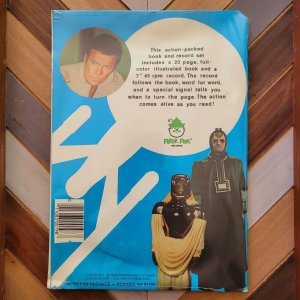 This action-packed
book and record set
includes a 20 page, full-
color illustrated book and a
7" 45 rpm record. The record
follows the book, word for word,
and a special signal tells you
when to turn the page. The action
comes alive as you read!
PETER PAN
RECORDS
COPYRIGHT